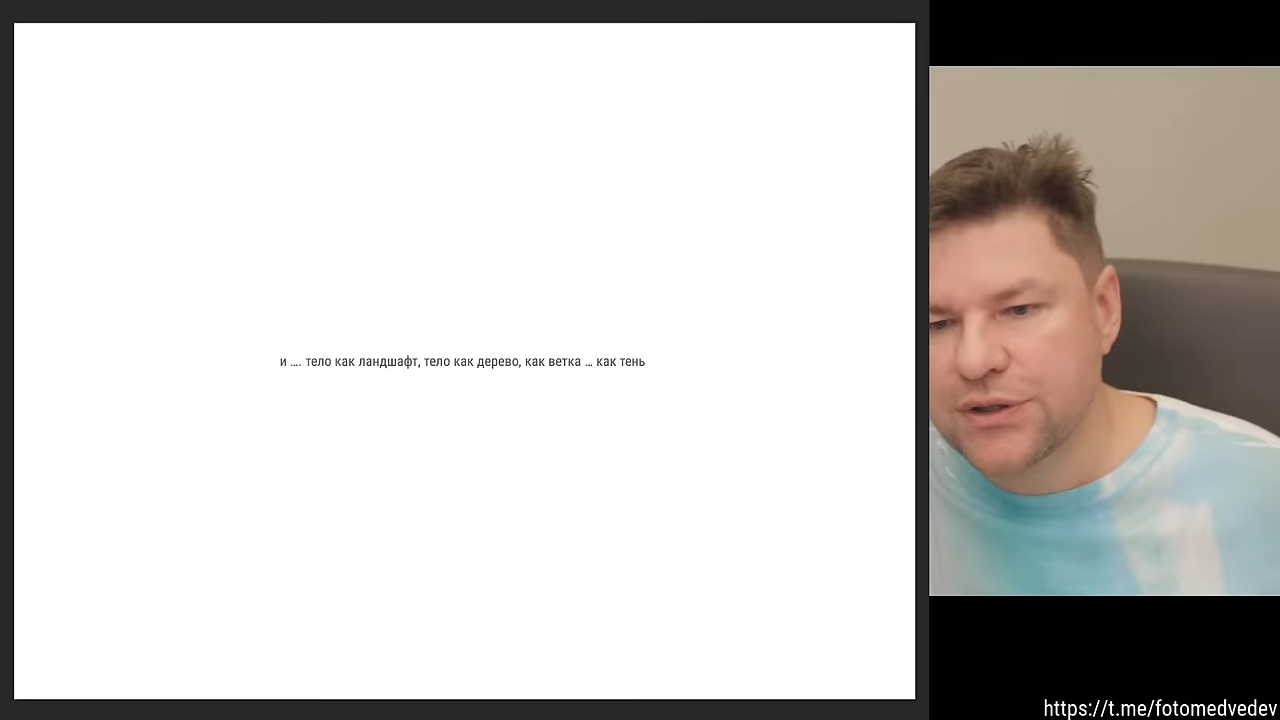 и .... тело как ландшафт, тело как дерево, как ветка ... как тень
https://t.me/fotomedvedev